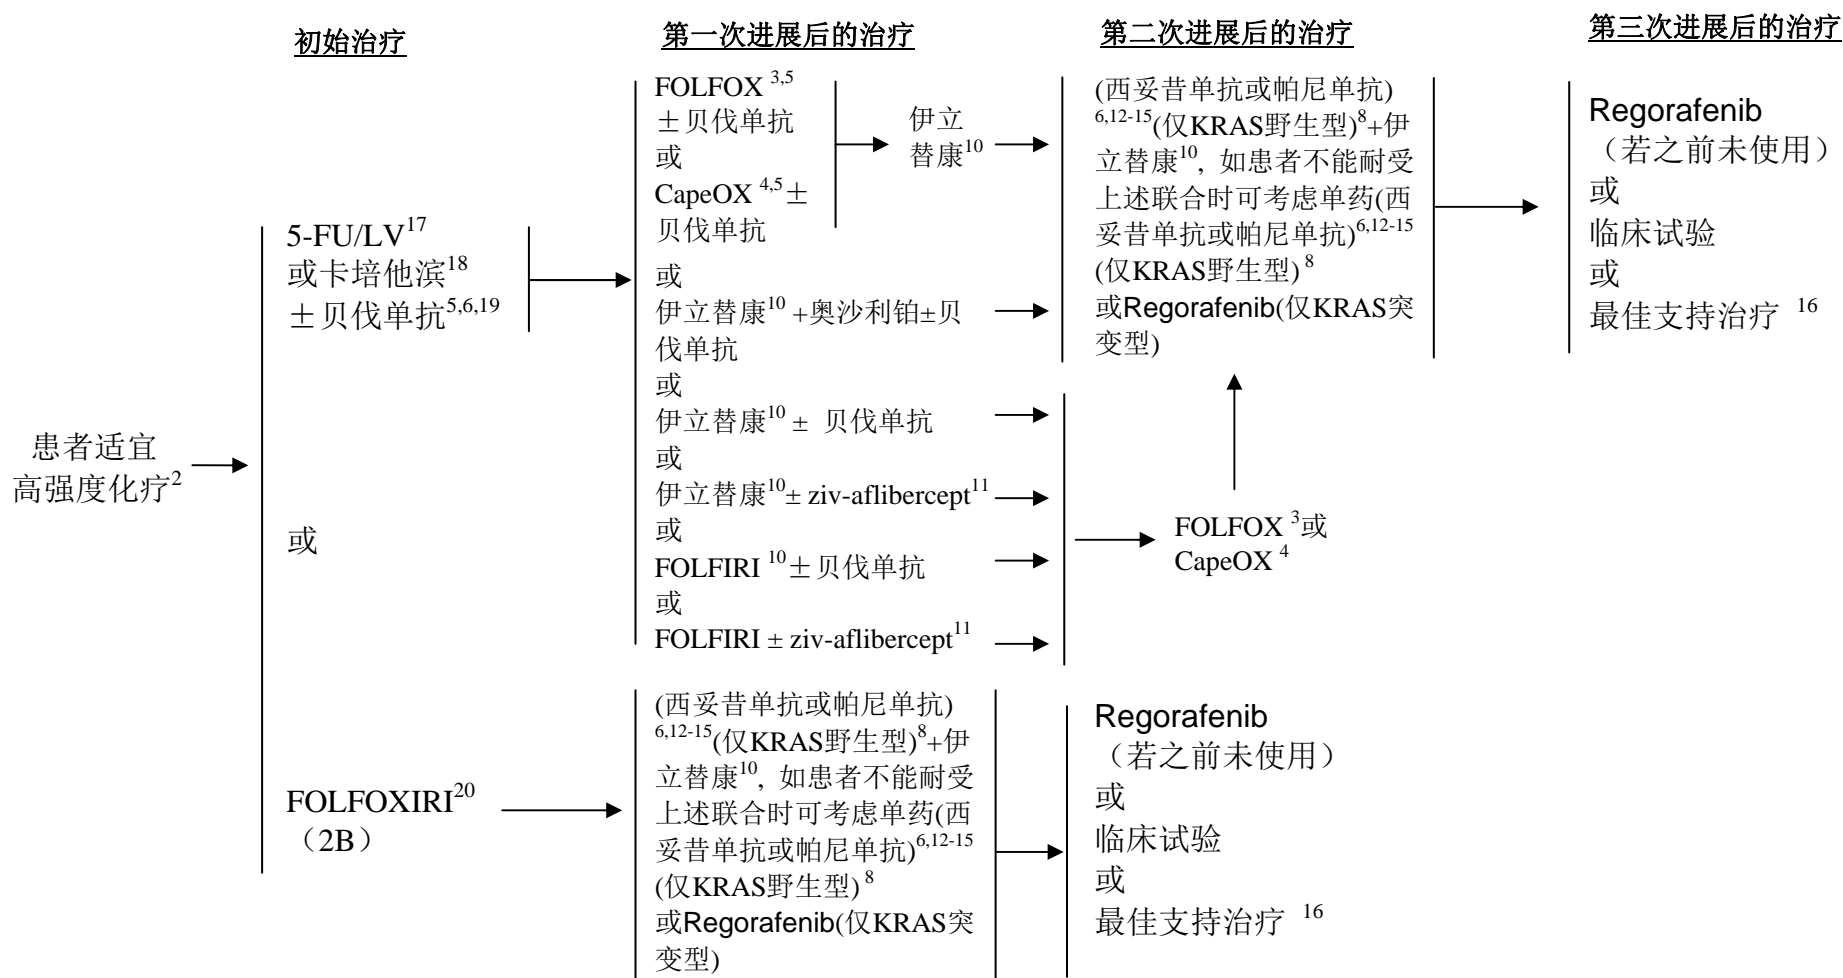 初始治疗
第一次进展后的治疗
第二次进展后的治疗
第三次进展后的治疗
患者适宜
高强度化疗2
5-FU/LV17
或卡培他滨18
±贝伐单抗5,6,19
或
FOLFOXIRI20
（2B）
FOLFOX 3,5
±贝伐单抗
或
CapeOX 4,5±
贝伐单抗
或
伊立替康10 +奥沙利铂±贝
伐单抗
或
伊立替康10 ± 贝伐单抗
或
伊立替康10± ziv-aflibercept11
或
FOLFIRI 10±贝伐单抗
或
FOLFIRI ± ziv-aflibercept11
伊立
替康10
(西妥昔单抗或帕尼单抗)
6,12-15(仅KRAS野生型)8+伊
立替康10, 如患者不能耐受
上述联合时可考虑单药(西
妥昔单抗或帕尼单抗)6,12-15
(仅KRAS野生型) 8
或Regorafenib(仅KRAS突
变型)
FOLFOX 3或
CapeOX 4
Regorafenib
（若之前未使用）
或
临床试验
或
最佳支持治疗 16
(西妥昔单抗或帕尼单抗)
6,12-15(仅KRAS野生型)8+伊
立替康10, 如患者不能耐受
上述联合时可考虑单药(西
妥昔单抗或帕尼单抗)6,12-15
(仅KRAS野生型) 8
或Regorafenib(仅KRAS突
变型)
Regorafenib
（若之前未使用）
或
临床试验
或
最佳支持治疗 16